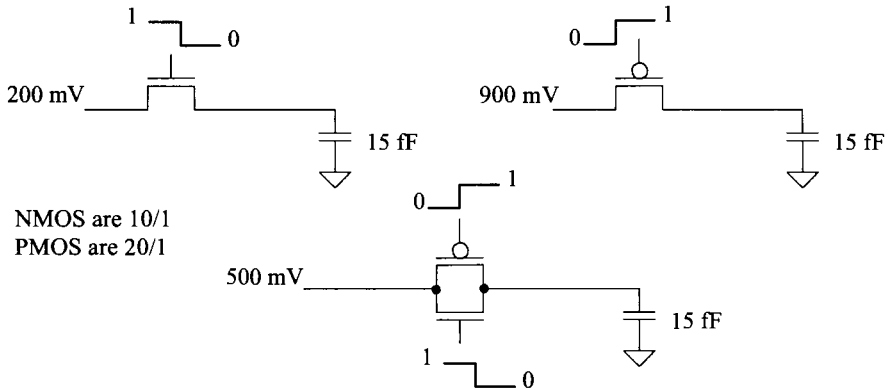 1
0
200 mV
15 fF
0
1
900 mV
15 fF
NMOS are 10/1
PMOS are 20/1
0
1
500 mV
15 fF
1
0